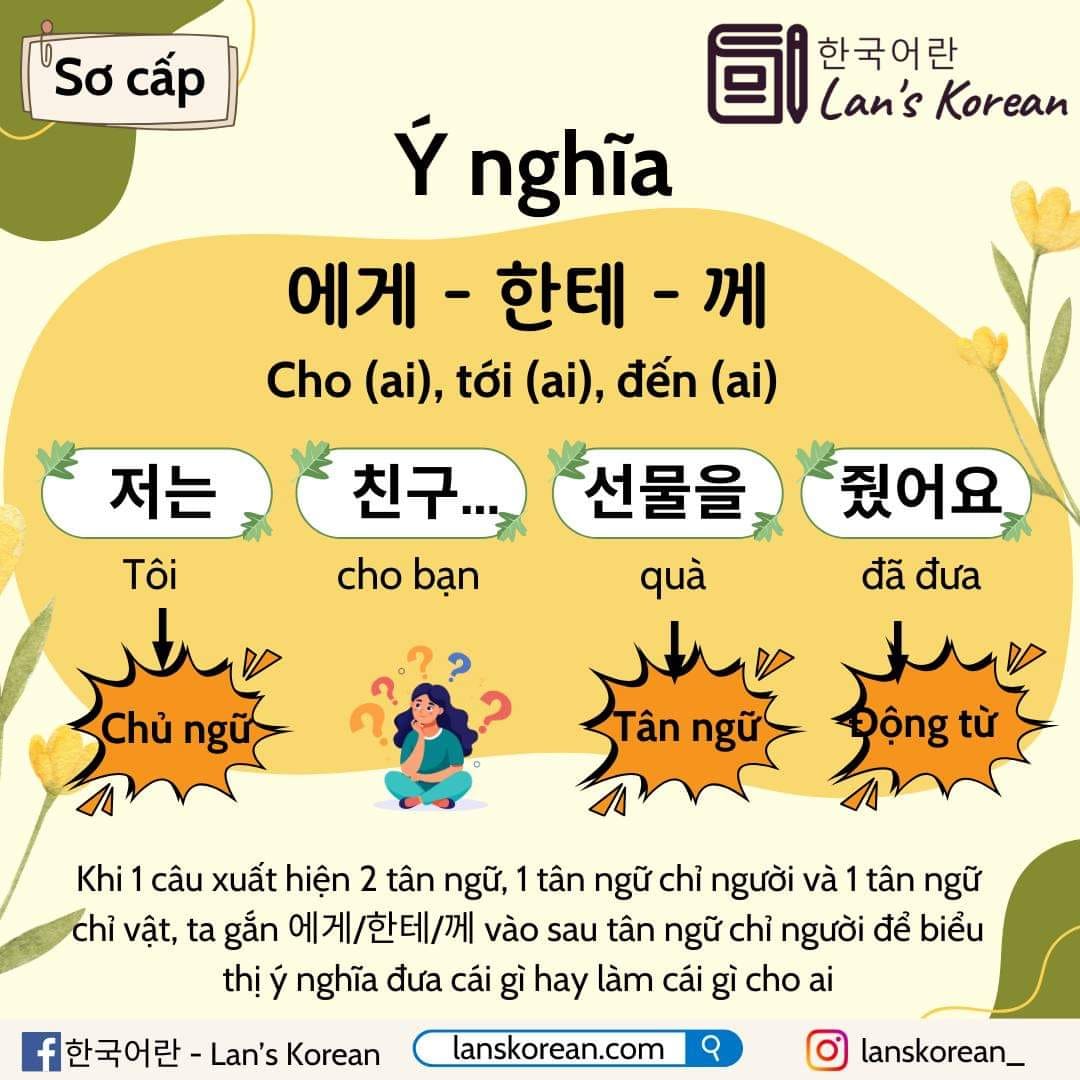 Sơ cấp
한국어란
Lan's Korean
Ý nghĩa
에게 - 한테 - 께
Cho (ai), tới (ai), đến (ai)
저는 친구... 선물을 줬어요
Tôi cho bạn quà đã đưa
Chủ ngữ Tân ngữ Động từ
Khi 1 câu xuất hiện 2 tân ngữ, 1 tân ngữ chỉ người và 1 tân ngữ
chỉ vật, ta gắn 에게/한테/께 vào sau tân ngữ chỉ người để biểu
thị ý nghĩa đưa cái gì hay làm cái gì cho ai
한국어란 - Lan's Korean lanskorean.com lanskorean_